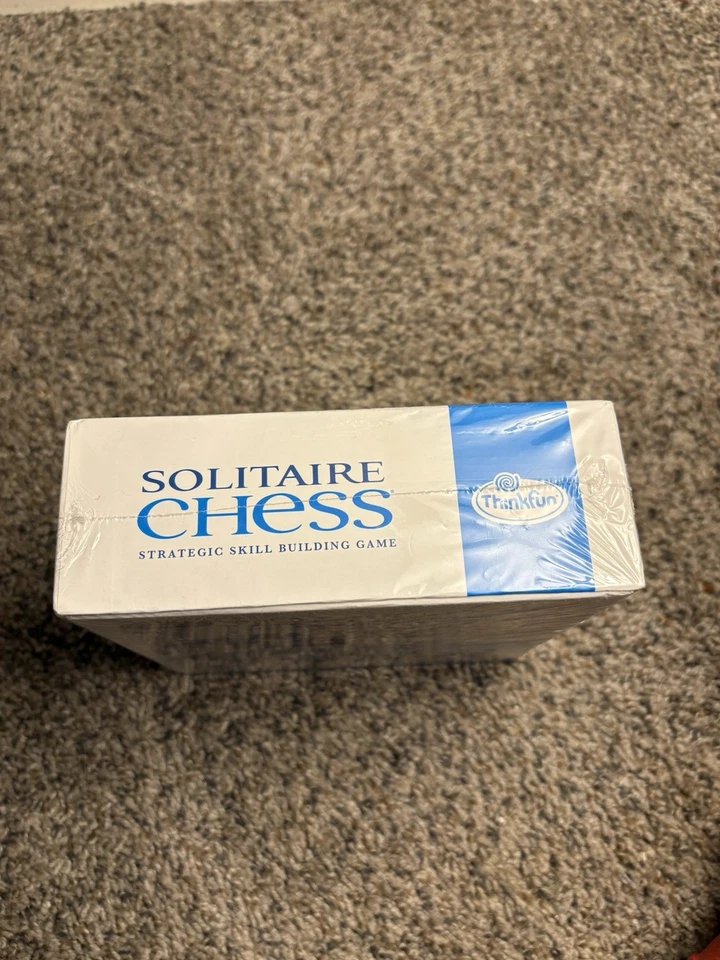 SOLITAIRE
CHess
STRATEGIC SKILL BUILDING GAME
Thinkfun